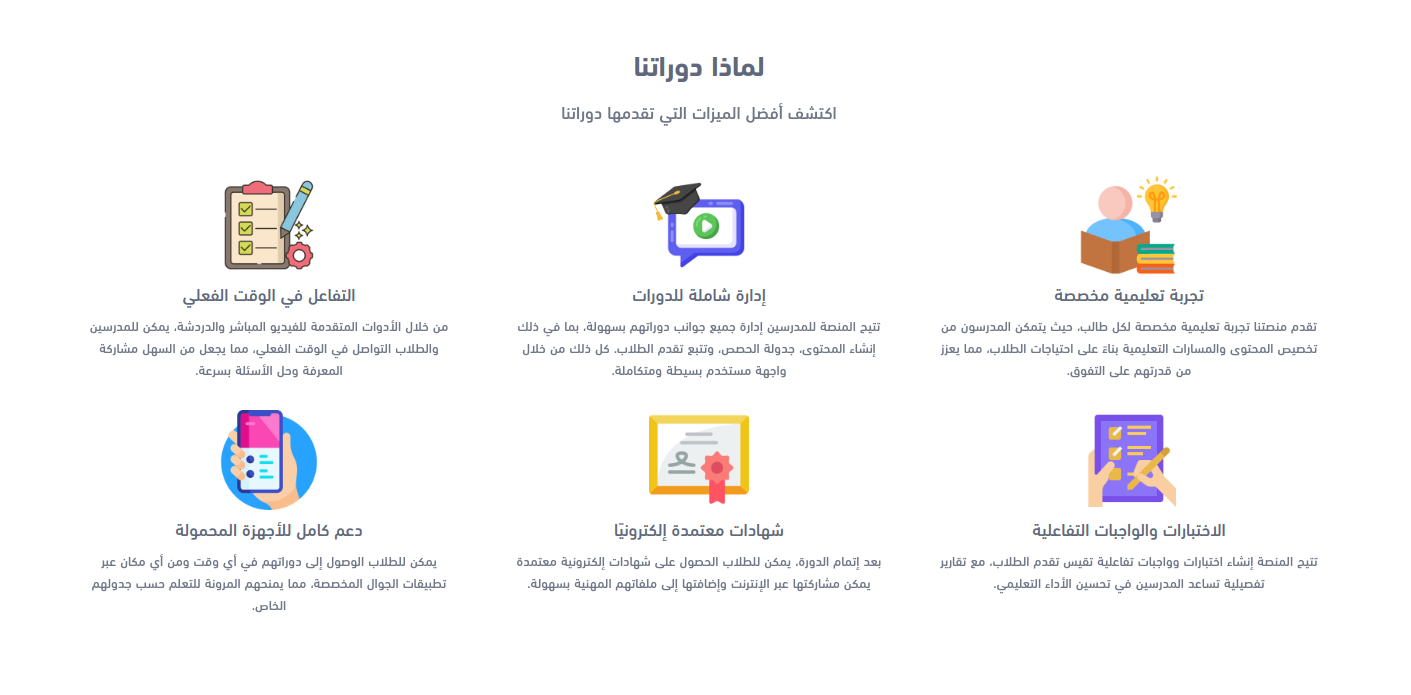 لماذا دوراتنا
اكتشف أفضل الميزات التي تقدمها دوراتنا
تجربة تعليمية مخصصة
تقدم منصتنا تجربة تعليمية مخصصة لكل طالب، حيث يتمكن المدرسون من
تخصيص المحتوى والمسارات التعليمية بناءً على احتياجات الطلاب، مما يعزز
من قدرتهم على التفوق.
إدارة شاملة للدورات
تتيح المنصة للمدرسين إدارة جميع جوانب دوراتهم بسهولة، بما في ذلك
إنشاء المحتوى، جدولة الحصص، وتتبع تقدم الطلاب. كل ذلك من خلال
واجهة مستخدم بسيطة ومتكاملة.
التفاعل في الوقت الفعلي
من خلال الأدوات المتقدمة للفيديو المباشر والدردشة، يمكن للمدرسين
والطلاب التواصل في الوقت الفعلي، مما يجعل من السهل مشاركة
المعرفة وحل الأسئلة بسرعة.
الاختبارات والواجبات التفاعلية
تتيح المنصة إنشاء اختبارات وواجبات تفاعلية تقيس تقدم الطلاب، مع تقارير
تفصيلية تساعد المدرسين في تحسين الأداء التعليمي.
شهادات معتمدة إلكترونيًا
بعد إتمام الدورة، يمكن للطلاب الحصول على شهادات إلكترونية معتمدة
يمكن مشاركتها عبر الإنترنت وإضافتها إلى ملفاتهم المهنية بسهولة.
دعم كامل للأجهزة المحمولة
يمكن للطلاب الوصول إلى دوراتهم في أي وقت ومن أي مكان عبر
تطبيقات الجوال المخصصة، مما يمنحهم المرونة للتعلم حسب جدولهم
الخاص.